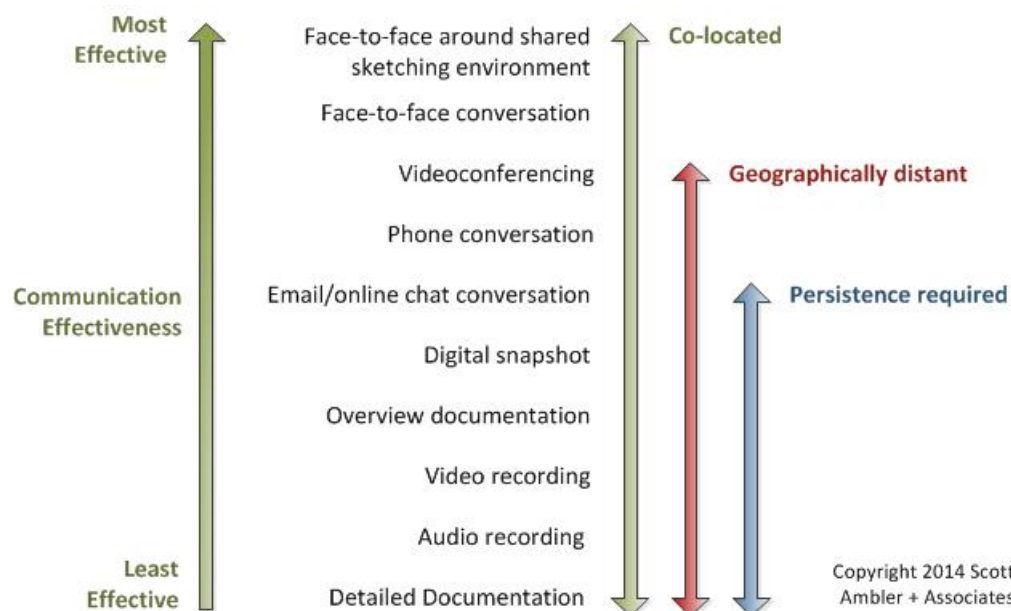 Most
Effective
Face-to-face around shared
sketching environment
Co-located
Face-to-face conversation
Videoconferencing
Geographically distant
Phone conversation
Communication
Effectiveness
Email/online chat conversation
Persistence required
Digital snapshot
Overview documentation
Video recording
Audio recording
Least
Effective
Detailed Documentation
Copyright 2014 Scott
Ambler + Associates